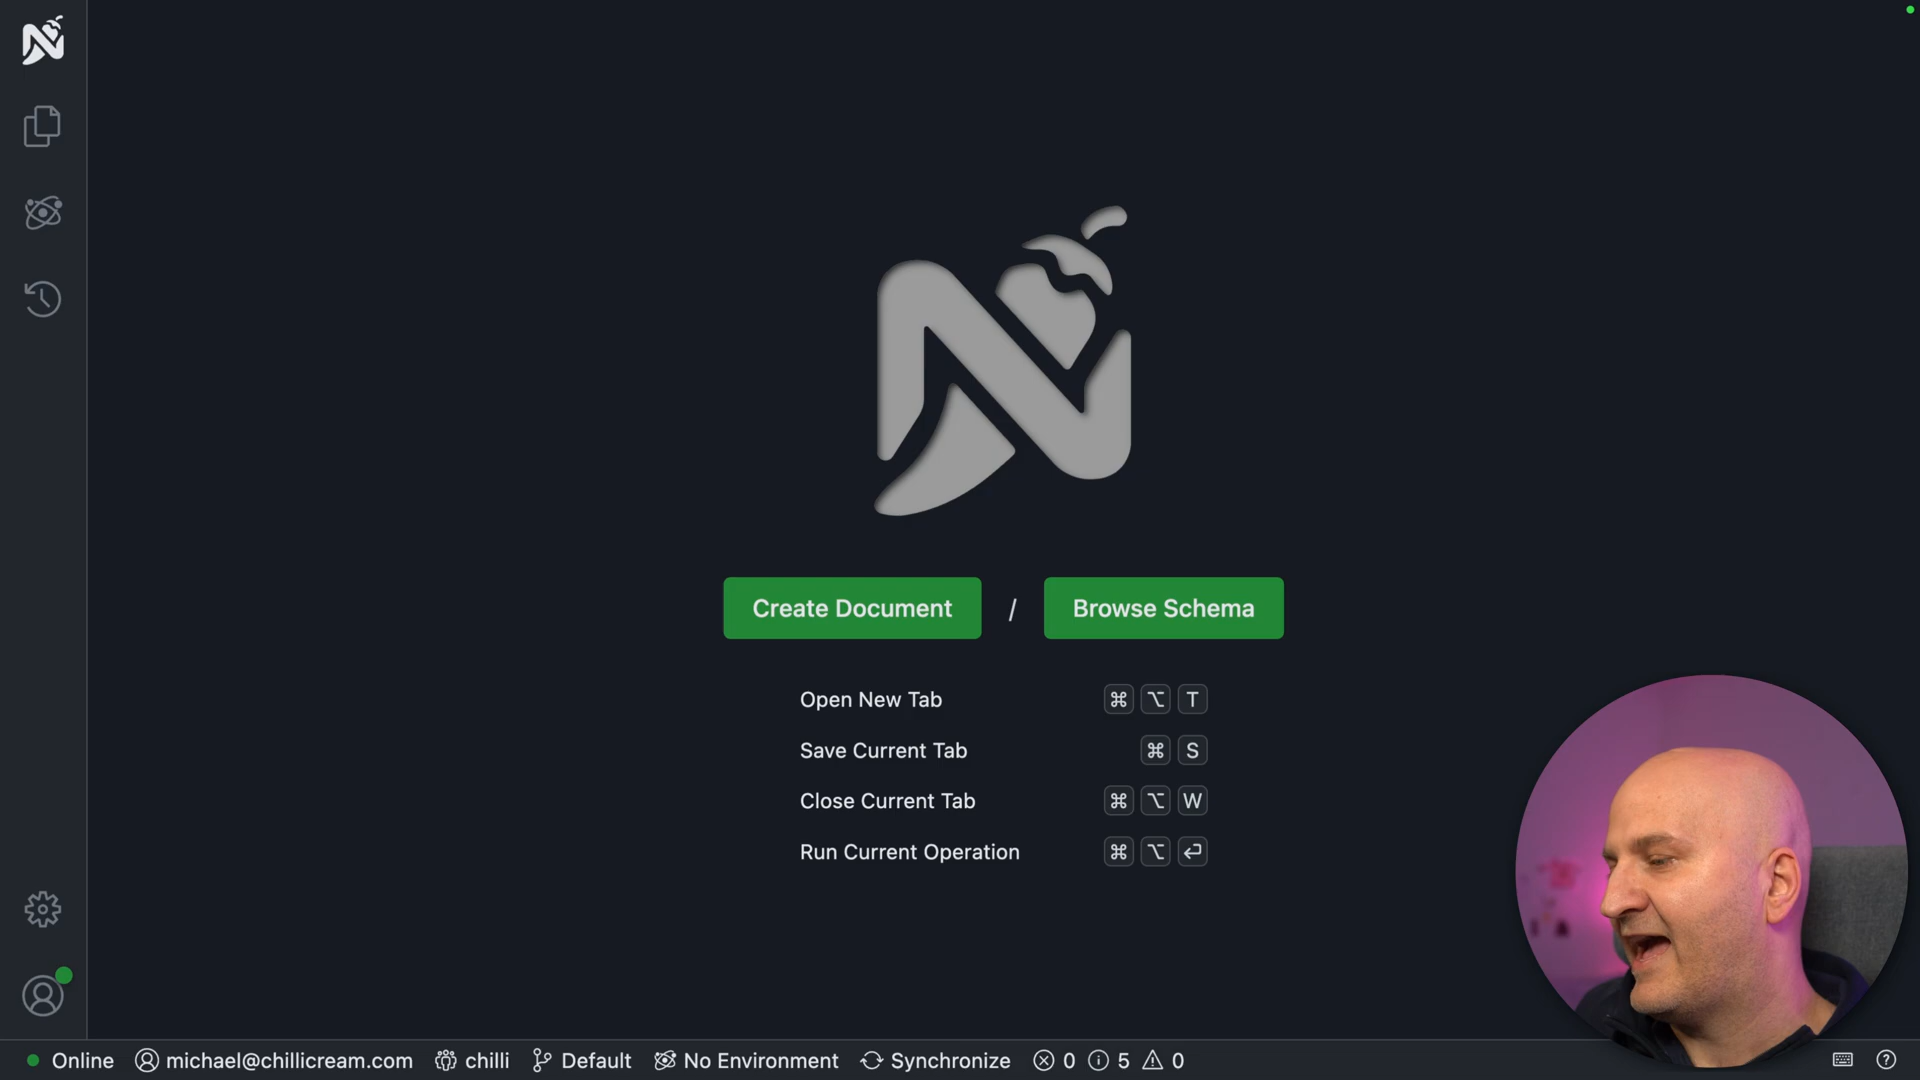 Create Document / Browse Schema
Open New Tab ⌘ ⌥ T
Save Current Tab ⌘ S
Close Current Tab ⌘ ⌥ W
Run Current Operation ⌘ ⌥ ↵
Online michael@chillicream.com chilli Default No Environment Synchronize 0 5 0